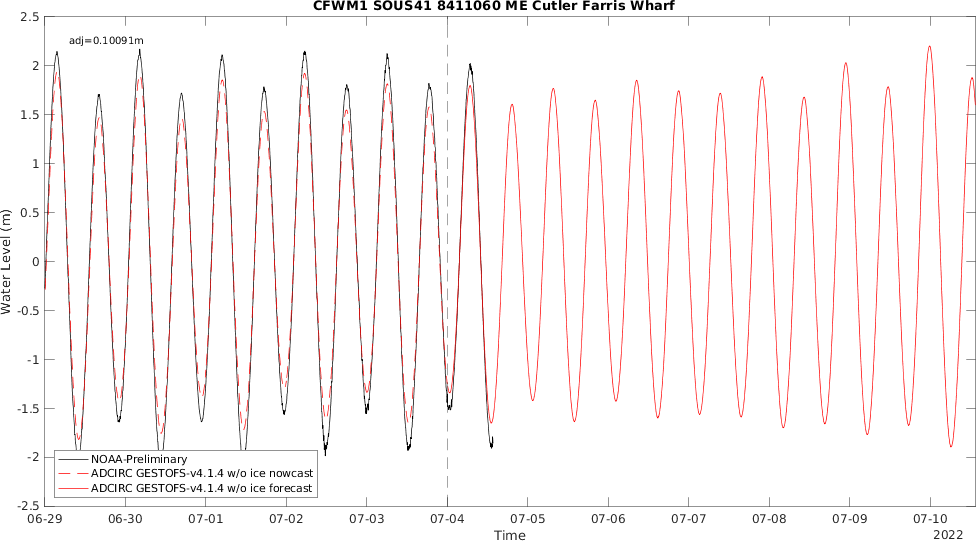 CFWM1 SOUS41 8411060 ME Cutler Farris Wharf
adj=0.10091m
Water Level (m)
2.5
2
1.5
1
0.5
0
-0.5
-1
-1.5
-2
-2.5
NOAA-Preliminary
ADCIRC GESTOFS-v4.1.4 w/o ice nowcast
ADCIRC GESTOFS-v4.1.4 w/o ice forecast
06-29 06-30 07-01 07-02 07-03 07-04 07-05 07-06 07-07 07-08 07-09 07-10
Time
2022